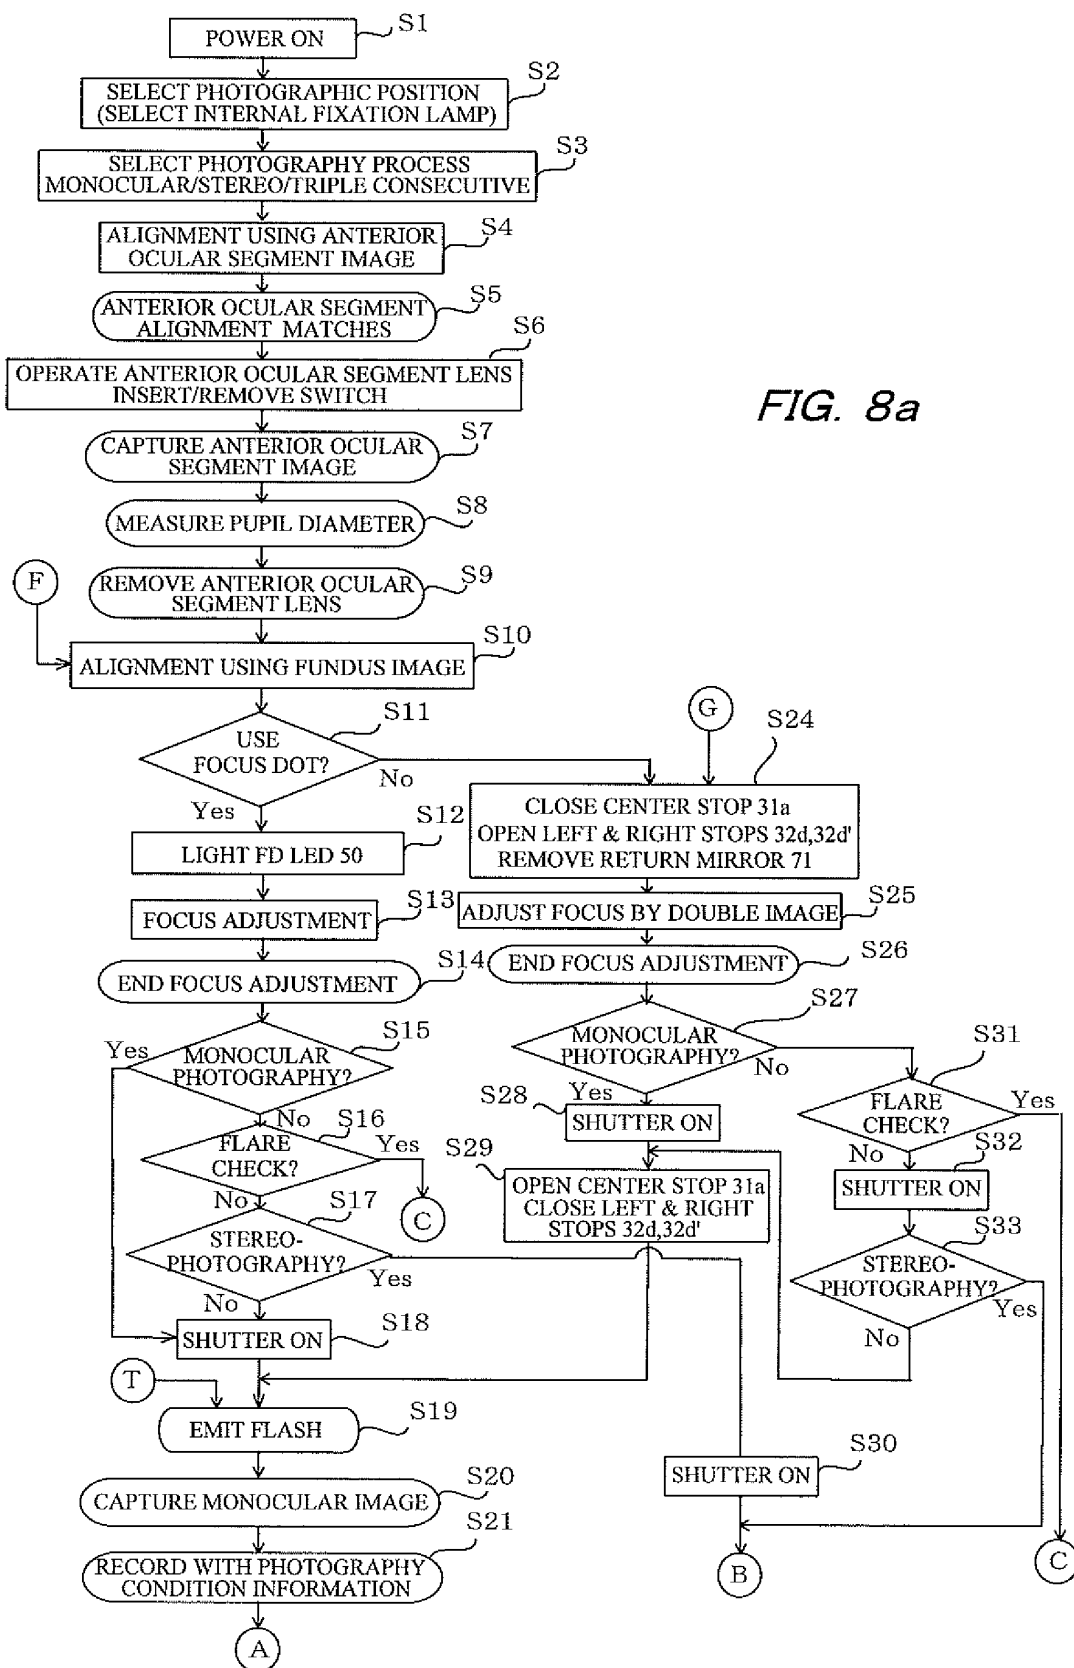 S1
POWER ON
S2
SELECT PHOTOGRAPHIC POSITION
(SELECT INTERNAL FIXATION LAMP)
S3
SELECT PHOTOGRAPHY PROCESS
MONOCULAR/STEREO/TRIPLE CONSECUTIVE
S4
ALIGNMENT USING ANTERIOR
OCULAR SEGMENT IMAGE
S5
ANTERIOR OCULAR SEGMENT
ALIGNMENT MATCHES
S6
OPERATE ANTERIOR OCULAR SEGMENT LENS
INSERT/REMOVE SWITCH
FIG. 8a
S7
CAPTURE ANTERIOR OCULAR
SEGMENT IMAGE
S8
MEASURE PUPIL DIAMETER
S9
REMOVE ANTERIOR OCULAR
SEGMENT LENS
F
S10
ALIGNMENT USING FUNDUS IMAGE
S11
USE
FOCUS DOT?
No
Yes
S12
LIGHT FD LED 50
S13
FOCUS ADJUSTMENT
S14
END FOCUS ADJUSTMENT
S15
Yes
MONOCULAR
PHOTOGRAPHY?
No
S16
FLARE
CHECK?
Yes
C
No
S17
STEREO-
PHOTOGRAPHY?
Yes
No
S18
SHUTTER ON
T
S19
EMIT FLASH
S20
CAPTURE MONOCULAR IMAGE
S21
RECORD WITH PHOTOGRAPHY
CONDITION INFORMATION
A
G
S24
CLOSE CENTER STOP 31a
OPEN LEFT & RIGHT STOPS 32d,32d'
REMOVE RETURN MIRROR 71
S25
ADJUST FOCUS BY DOUBLE IMAGE
S26
END FOCUS ADJUSTMENT
S27
MONOCULAR
PHOTOGRAPHY?
No
Yes
S28
SHUTTER ON
S29
OPEN CENTER STOP 31a
CLOSE LEFT & RIGHT
STOPS 32d,32d'
S30
SHUTTER ON
B
S31
FLARE
CHECK?
Yes
No
S32
SHUTTER ON
S33
STEREO-
PHOTOGRAPHY?
Yes
No
C